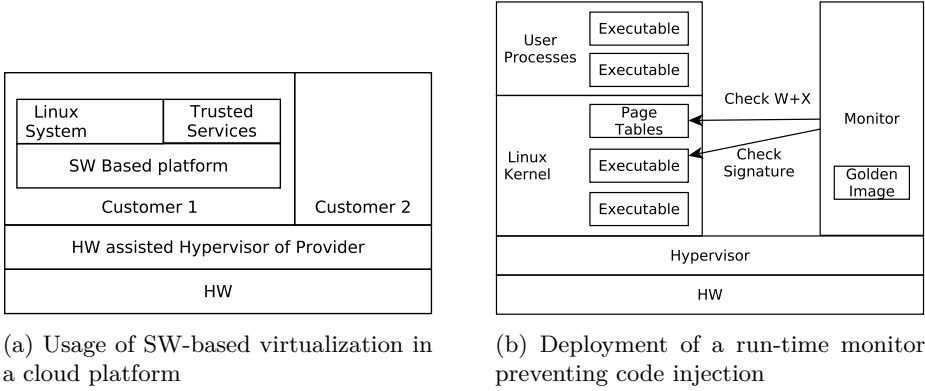 Linux
System
Trusted
Services
SW Based platform
Customer 1
Customer 2
HW assisted Hypervisor of Provider
HW
(a) Usage of SW-based virtualization in
a cloud platform
User
Processes
Executable
Executable
Linux
Kernel
Page
Tables
Executable
Executable
Check W+X
Check
Signature
Monitor
Golden
Image
Hypervisor
HW
(b) Deployment of a run-time monitor
preventing code injection